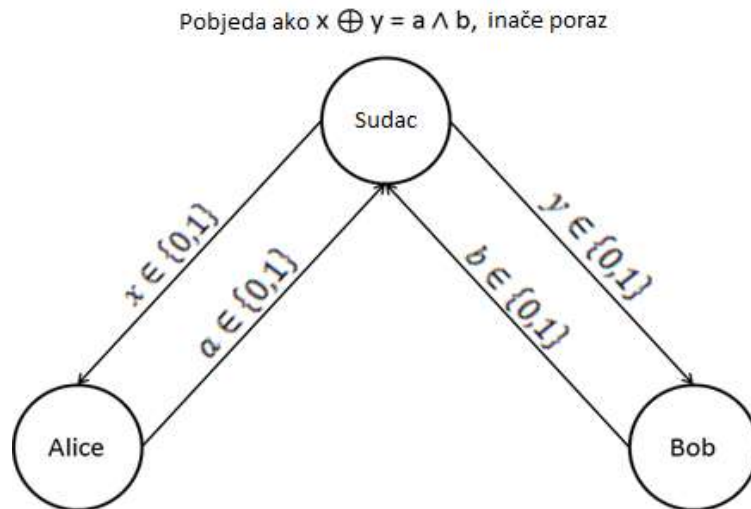 Pobjeda ako x ⊕ y = a ∧ b, inače poraz
Sudac
x ∈ {0,1}
a ∈ {0,1}
b ∈ {0,1}
y ∈ {0,1}
Alice
Bob